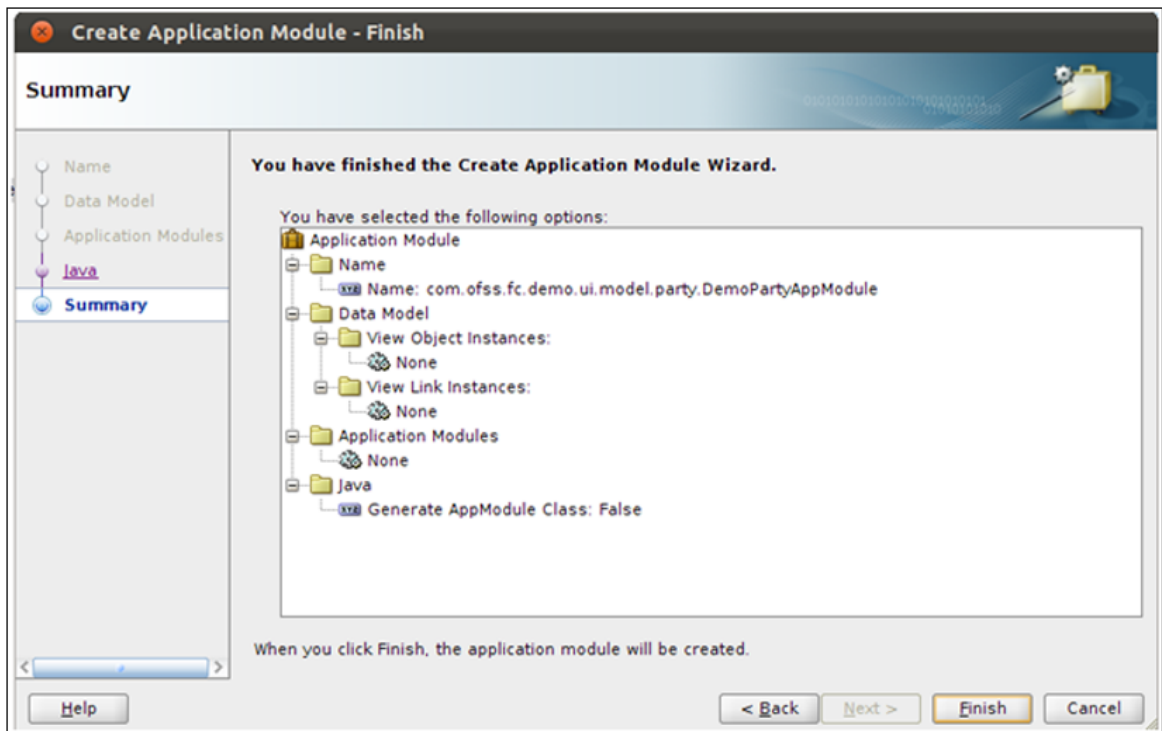 Create Application Module - Finish
Summary
Name
Data Model
Application Modules
Java
Summary
You have finished the Create Application Module Wizard.
You have selected the following options:
Application Module
Name
Name: com.ofss.fc.demo.ui.model.party.DemoPartyAppModule
Data Model
View Object Instances:
None
View Link Instances:
None
Application Modules
None
Java
Generate AppModule Class: False
When you click Finish, the application module will be created.
Help
< Back
Next >
Finish
Cancel